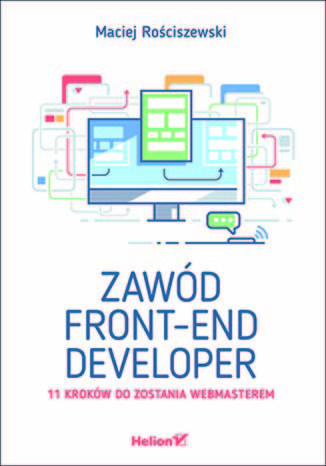 Maciej Rościszewski
ZAWÓD
FRONT-END
DEVELOPER
11 KROKÓW DO ZOSTANIA WEBMASTEREM
Helion